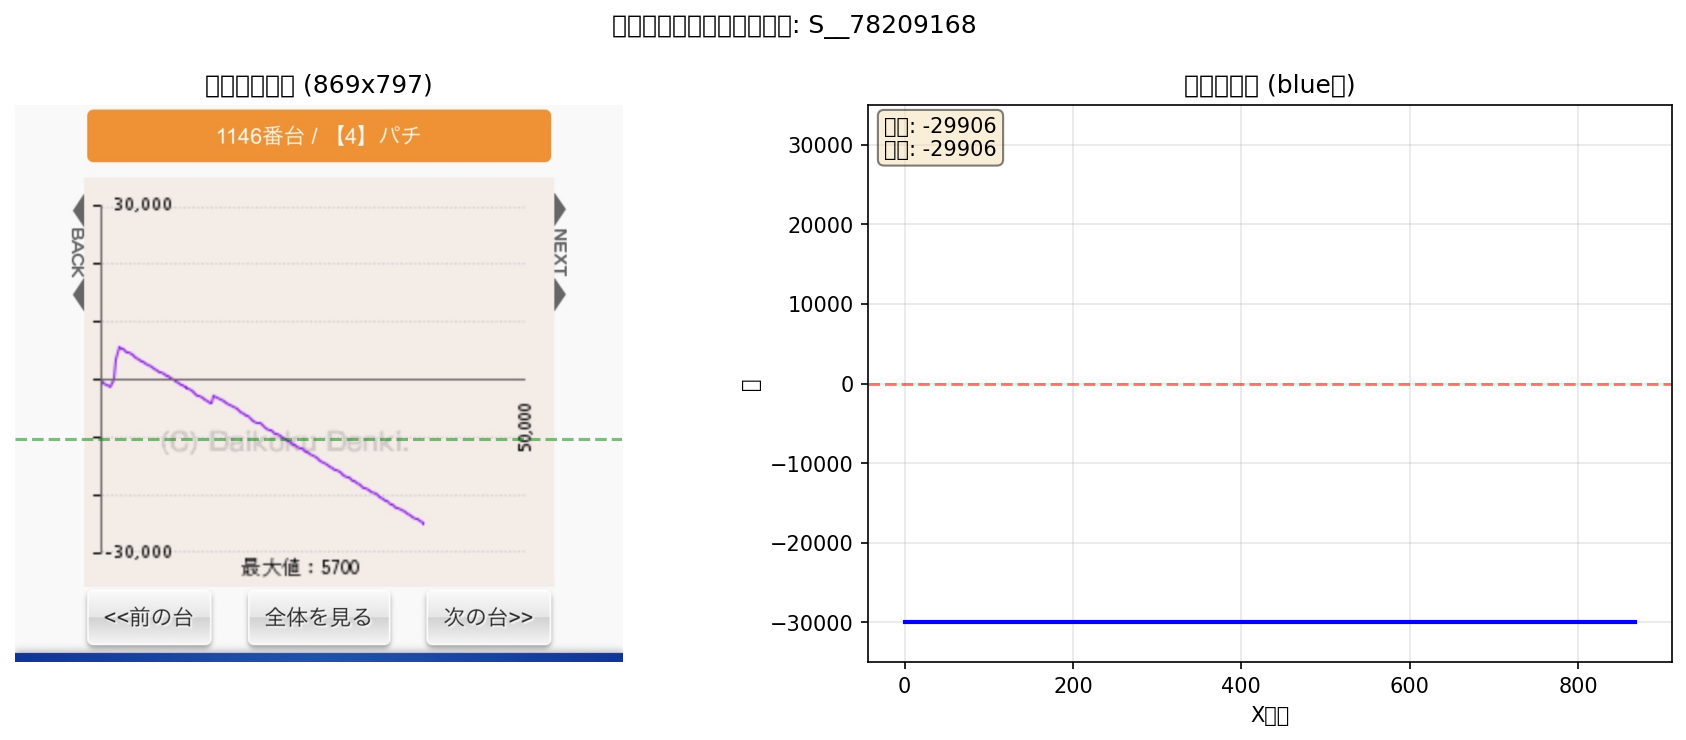 : S__78209168
(869x797)
1146番台 / 【4】パチ
30,000
BACK
NEXT
50,000
(C) Daikoku Denki.
-30,000
最大値：5700
<<前の台
全体を見る
次の台>>
(blue)
: -29906
: -29906
30000
20000
10000
0
−10000
−20000
−30000
0 200 400 600 800
X